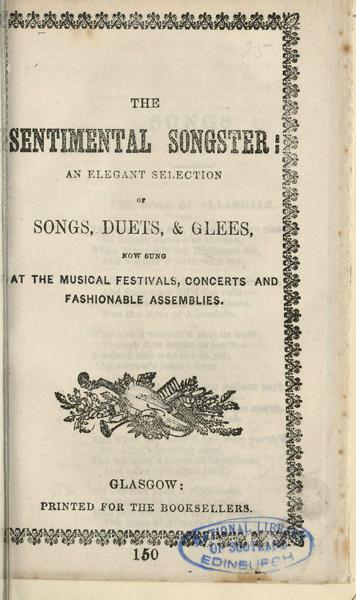 THE
SENTIMENTAL SONGSTER:
AN ELEGANT SELECTION
OF
SONGS, DUETS, & GLEES,
NOW SUNG
AT THE MUSICAL FESTIVALS, CONCERTS AND
FASHIONABLE ASSEMBLIES.
GLASGOW:
PRINTED FOR THE BOOKSELLERS.
NATIONAL LIBRARY
OF SCOTLAND
EDINBURGH
150